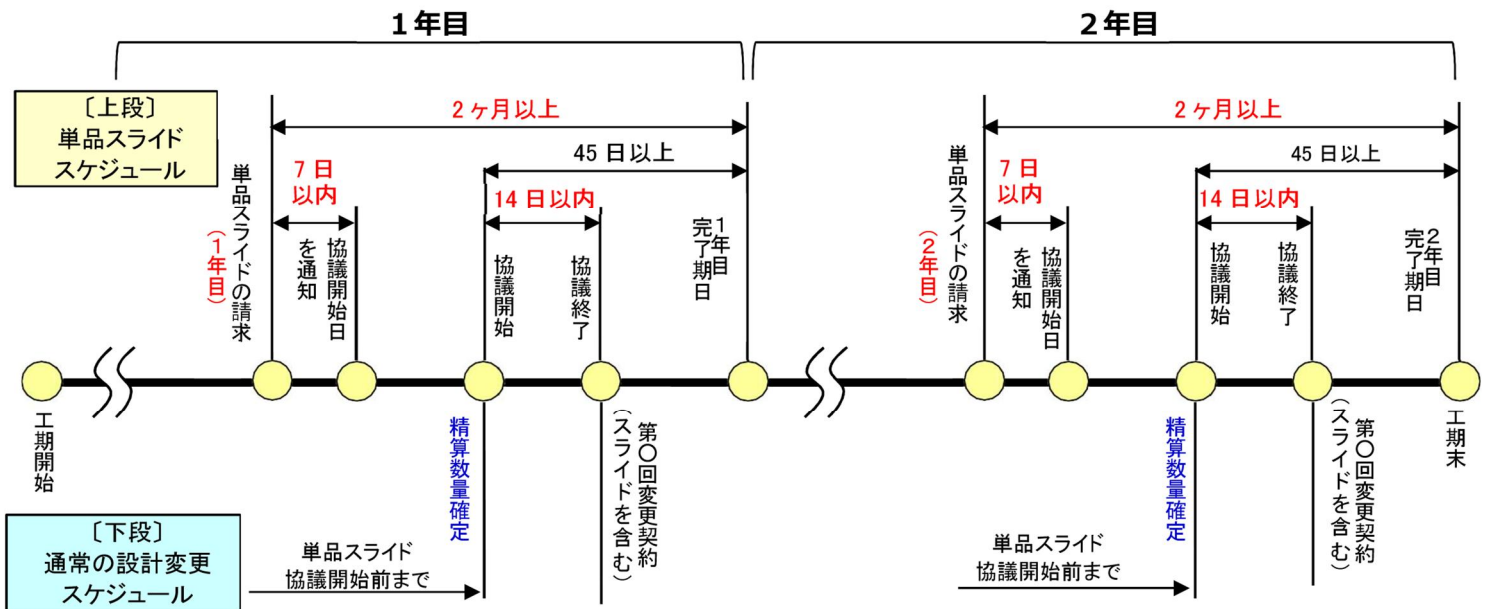 1年目
2年目
〔上段〕
単品スライド
スケジュール
2ヶ月以上
45日以上
7日
以内
14日以内
単品スライドの請求
(1年目)
協議開始日
を通知
協議開始
協議終了
1年目
完了期日
2ヶ月以上
45日以上
7日
以内
14日以内
単品スライドの請求
(2年目)
協議開始日
を通知
協議開始
協議終了
2年目
完了期日
工期開始
精算数量確定
第〇回変更契約
(スライドを含む)
精算数量確定
第〇回変更契約
(スライドを含む)
工期末
〔下段〕
通常の設計変更
スケジュール
単品スライド
協議開始前まで
単品スライド
協議開始前まで